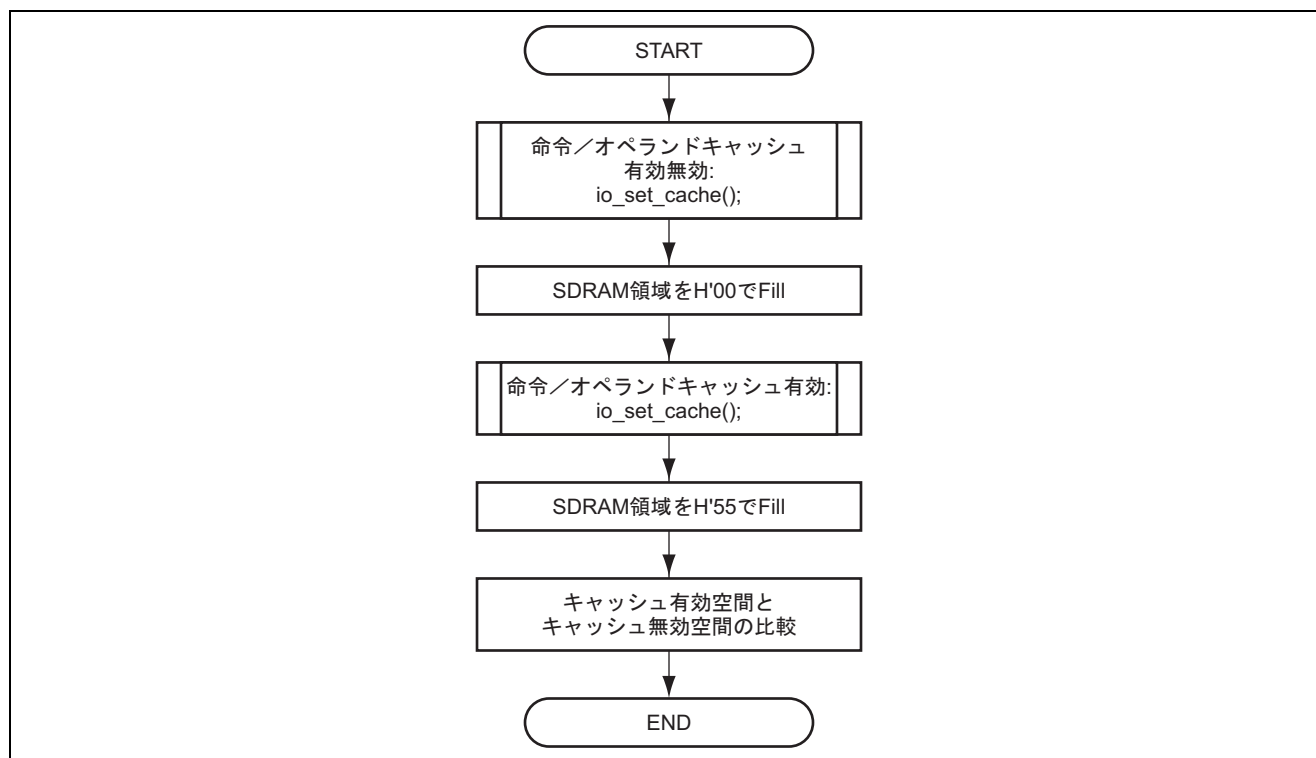 START
命令／オペランドキャッシュ
有効無効:
io_set_cache();
SDRAM領域をH'00でFill
命令／オペランドキャッシュ有効:
io_set_cache();
SDRAM領域をH'55でFill
キャッシュ有効空間と
キャッシュ無効空間の比較
END